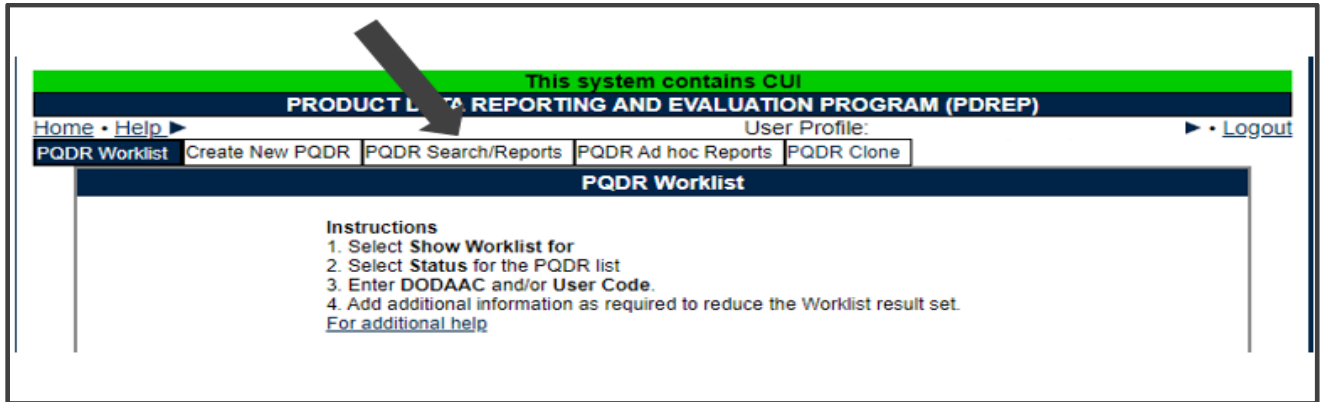 This system contains CUI
PRODUCT DATA REPORTING AND EVALUATION PROGRAM (PDREP)
Home • Help ► User Profile: ► • Logout
PQDR Worklist Create New PQDR PQDR Search/Reports PQDR Ad hoc Reports PQDR Clone
PQDR Worklist
Instructions
1. Select Show Worklist for
2. Select Status for the PQDR list
3. Enter DODAAC and/or User Code.
4. Add additional information as required to reduce the Worklist result set.
For additional help